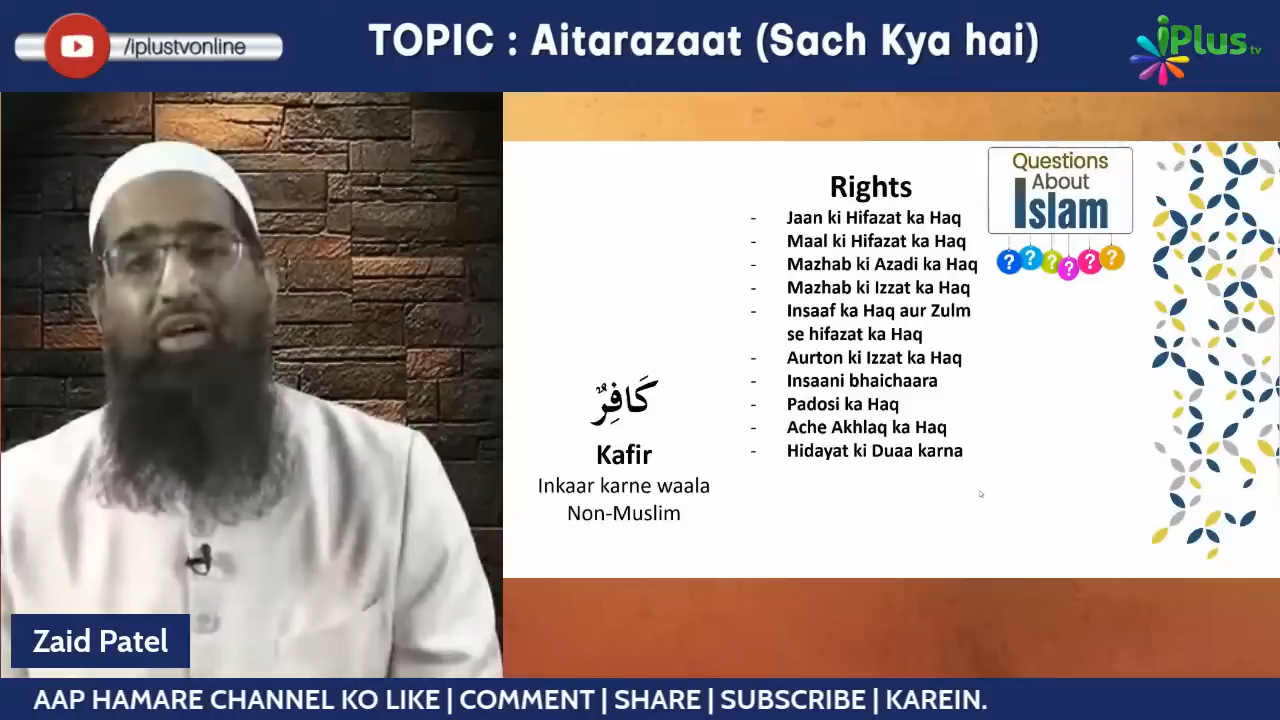 /iplustvonline
TOPIC : Aitarazaat (Sach Kya hai)
iPlus tv
Questions
About
Islam
? ? ? ? ? ?
Rights
- Jaan ki Hifazat ka Haq
- Maal ki Hifazat ka Haq
- Mazhab ki Azadi ka Haq
- Mazhab ki Izzat ka Haq
- Insaaf ka Haq aur Zulm
se hifazat ka Haq
- Aurton ki Izzat ka Haq
- Insaani bhaichaara
- Padosi ka Haq
- Ache Akhlaq ka Haq
- Hidayat ki Duaa karna
كَافِرٌ
Kafir
Inkaar karne waala
Non-Muslim
Zaid Patel
AAP HAMARE CHANNEL KO LIKE | COMMENT | SHARE | SUBSCRIBE | KAREIN.